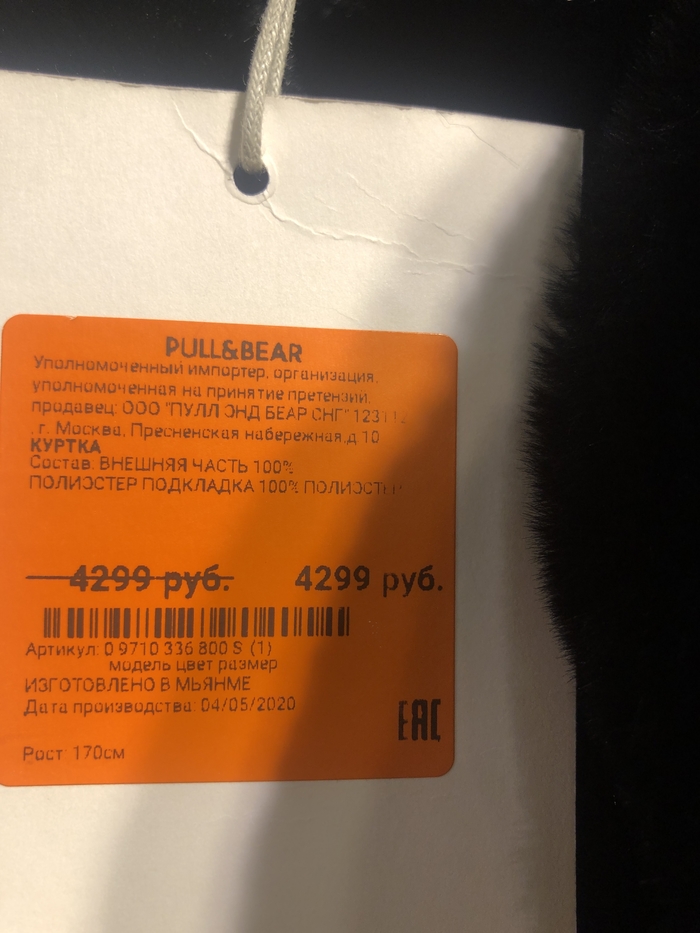 PULL&BEAR
Уполномоченный импортер, организация,
уполномоченная на принятие претензий,
продавец: ООО "ПУЛЛ ЭНД БЕАР СНГ" 123112
, г. Москва, Пресненская набережная,д 10
КУРТКА
Состав: ВНЕШНЯЯ ЧАСТЬ 100%
ПОЛИЭСТЕР ПОДКЛАДКА 100% ПОЛИЭСТЕР
4299 руб. 4299 руб.
Артикул: 0 9710 336 800 S (1)
модель цвет размер
ИЗГОТОВЛЕНО В МЬЯНМЕ
Дата производства: 04/05/2020
EAC
Рост: 170см